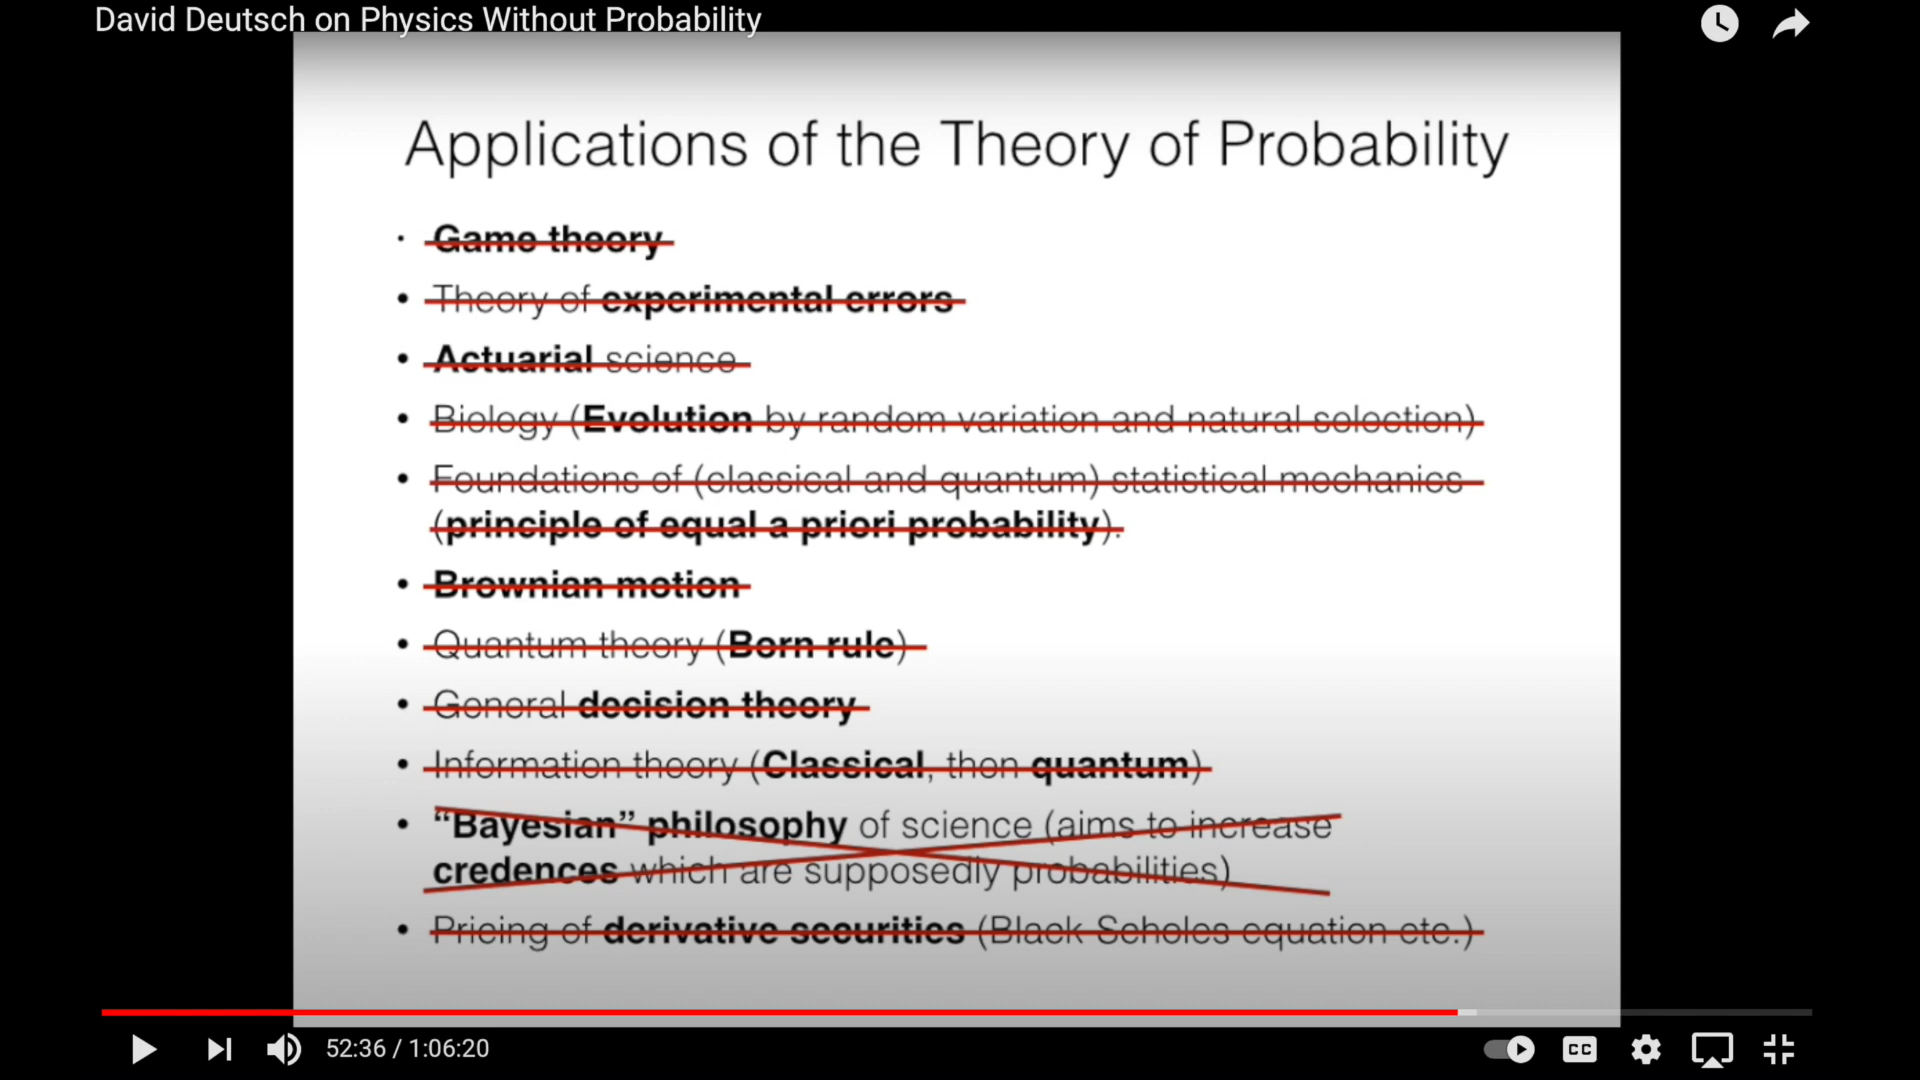 David Deutsch on Physics Without Probability
Applications of the Theory of Probability
• Game theory
• Theory of experimental errors
• Actuarial science
• Biology (Evolution by random variation and natural selection)
• Foundations of (classical and quantum) statistical mechanics
(principle of equal a priori probability).
• Brownian motion
• Quantum theory (Born rule)
• General decision theory
• Information theory (Classical, then quantum)
• “Bayesian” philosophy of science (aims to increase
credences which are supposedly probabilities)
• Pricing of derivative securities (Black Scholes equation etc.)
52:36 / 1:06:20
CC